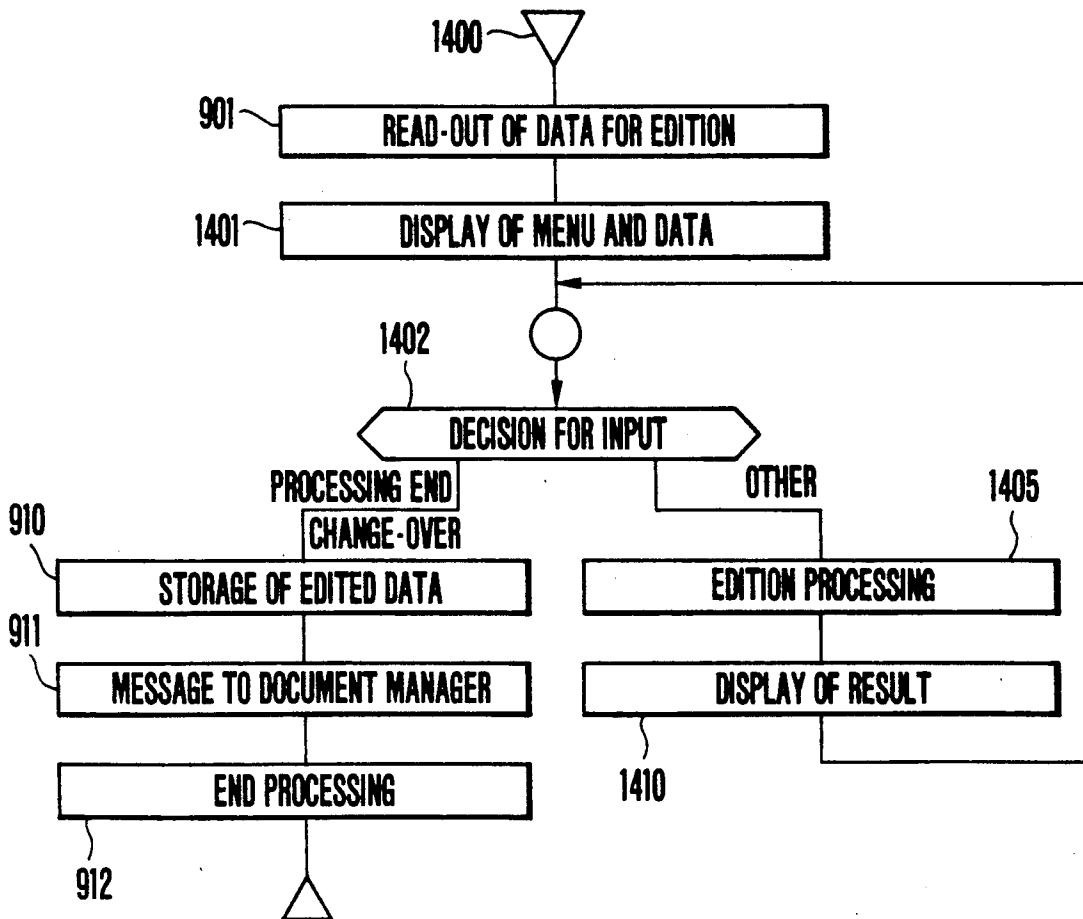 1400
901
READ-OUT OF DATA FOR EDITION
1401
DISPLAY OF MENU AND DATA
1402
DECISION FOR INPUT
PROCESSING END
CHANGE-OVER
OTHER
910
STORAGE OF EDITED DATA
1405
EDITION PROCESSING
911
MESSAGE TO DOCUMENT MANAGER
DISPLAY OF RESULT
1410
END PROCESSING
912